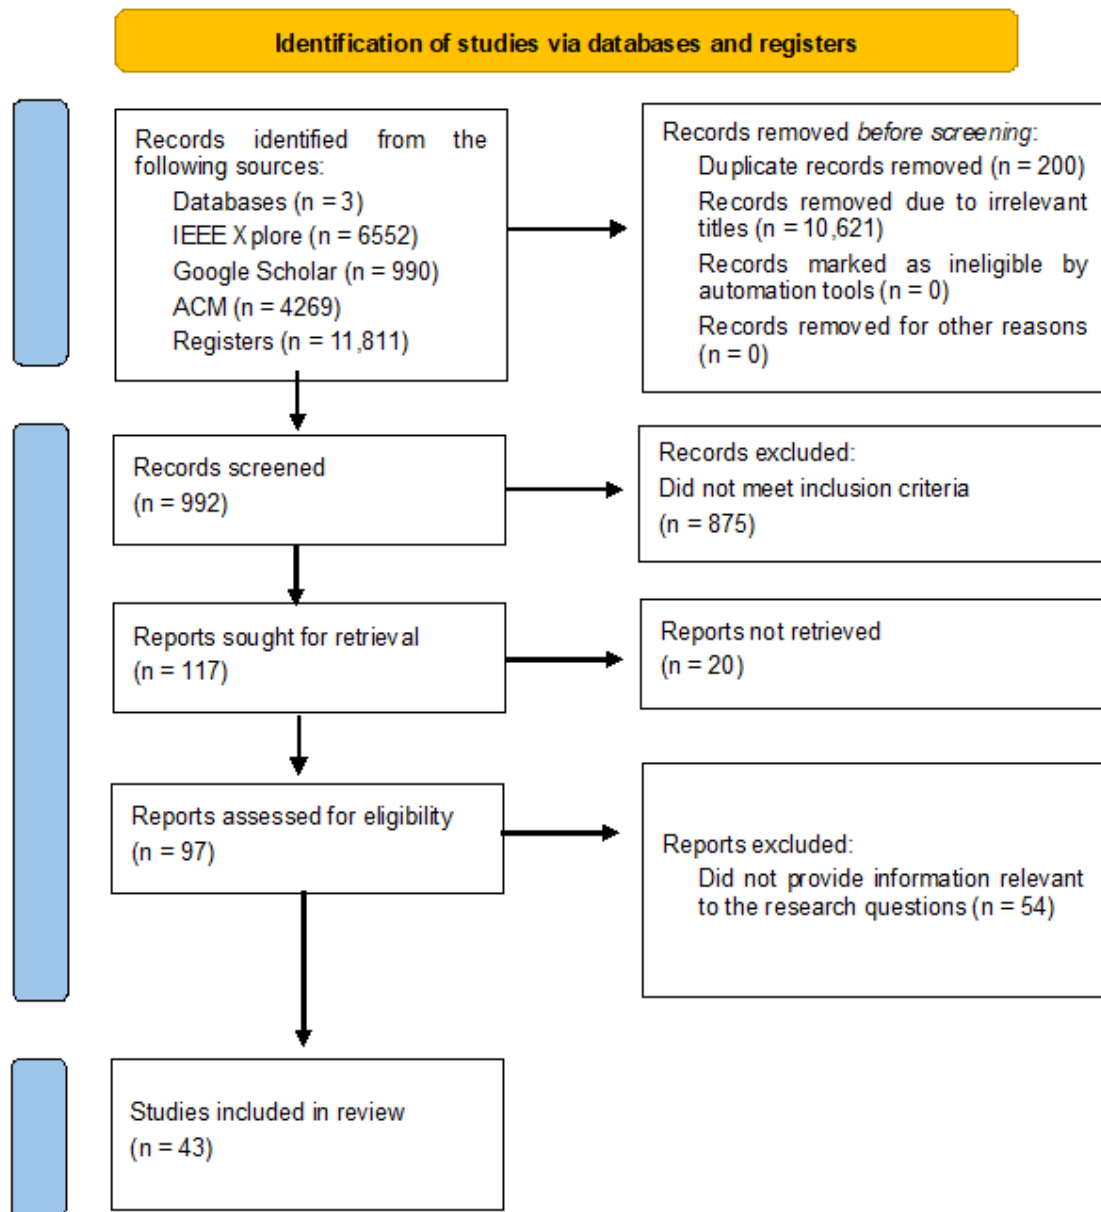 Identification of studies via databases and registers
Records identified from the
following sources:
Databases (n = 3)
IEEE Xplore (n = 6552)
Google Scholar (n = 990)
ACM (n = 4269)
Registers (n = 11,811)
Records removed before screening:
Duplicate records removed (n = 200)
Records removed due to irrelevant
titles (n = 10,621)
Records marked as ineligible by
automation tools (n = 0)
Records removed for other reasons
(n = 0)
Records screened
(n = 992)
Records excluded:
Did not meet inclusion criteria
(n = 875)
Reports sought for retrieval
(n = 117)
Reports not retrieved
(n = 20)
Reports assessed for eligibility
(n = 97)
Reports excluded:
Did not provide information relevant
to the research questions (n = 54)
Studies included in review
(n = 43)